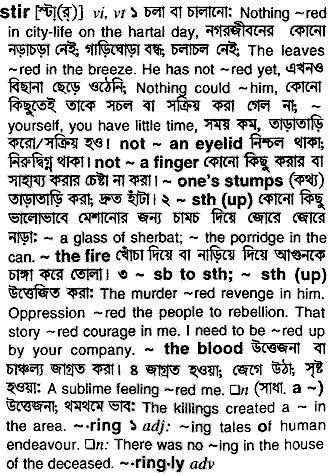 stir [স্টা(র্)] vi, vt ১ চলা বা চালানো: Nothing ~red
in city-life on the hartal day, নগরজীবনের কোনো
নড়াচড়া নেই; গাড়িঘোড়া বন্ধ; চলাচল নেই; The leaves
~red in the breeze. He has not ~red yet, এখনও
বিছানা ছেড়ে ওঠেনি; Nothing could ~him, কোনো
কিছুতেই তাকে সচল বা সক্রিয় করা গেল না; ~
yourself, you have little time, সময় কম, তাড়াতাড়ি
করো/সক্রিয় হও। not ~ an eyelid নিশ্চল থাকা;
নিরুদ্বিগ্ন থাকা। not ~ a finger কোনো কিছু করার বা
সাহায্য করার চেষ্টা না করা। ~ one's stumps (কথ্য)
তাড়াতাড়ি করা; দ্রুত হাঁটা। ২ ~ sth (up) কোনো কিছু
ভালোভাবে মেশানোর জন্য চামচ দিয়ে জোরে জোরে
নাড়া: ~ a glass of sherbat; ~ the porridge in the
can. ~ the fire খোঁচা দিয়ে বা নাড়িয়ে দিয়ে আগুনকে
চাঙ্গা করে তোলা। ৩ ~ sb to sth; ~ sth (up)
উত্তেজিত করা: The murder ~red revenge in him.
Oppression ~red the people to rebellion. That
story ~red courage in me. I need to be ~red up
by your company. ~ the blood উত্তেজনা বা
চাঞ্চল্য জাগ্রত করা। ৪ জাগ্রত হওয়া; জেগে উঠা; সৃষ্ট
হওয়া: A sublime feeling ~red me. □n (সাধা. a ~)
উত্তেজনা; থমথমে ভাব: The killings created a ~ in
the area. ~·ring ১ adj: ~ing tales of human
endeavour. □n: There was no ~ing in the house
of the deceased. ~·ring·ly adv